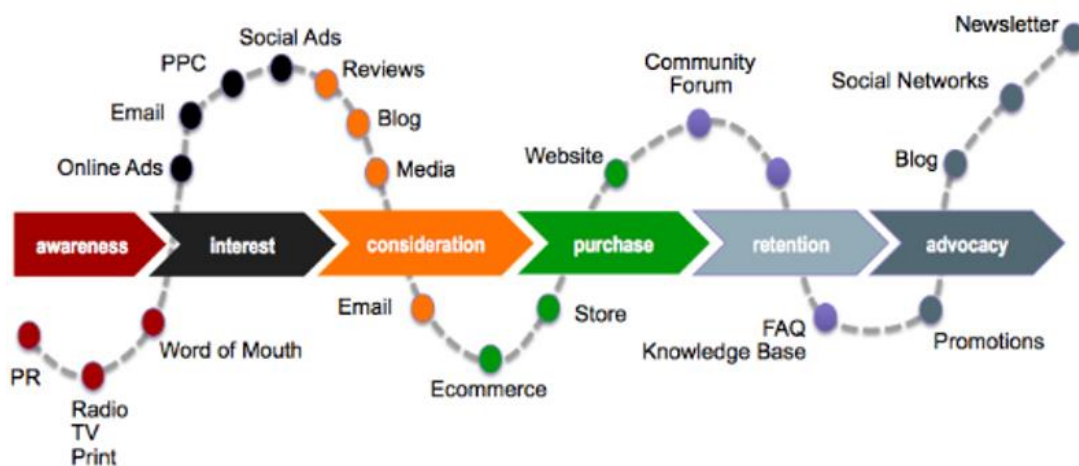 Newsletter
Social Ads
PPC
Reviews
Community
Forum
Social Networks
Email
Blog
Website
Blog
Online Ads
Media
awareness
interest
consideration
purchase
retention
advocacy
Email
Store
FAQ
Knowledge Base
Promotions
Word of Mouth
PR
Ecommerce
Radio
TV
Print